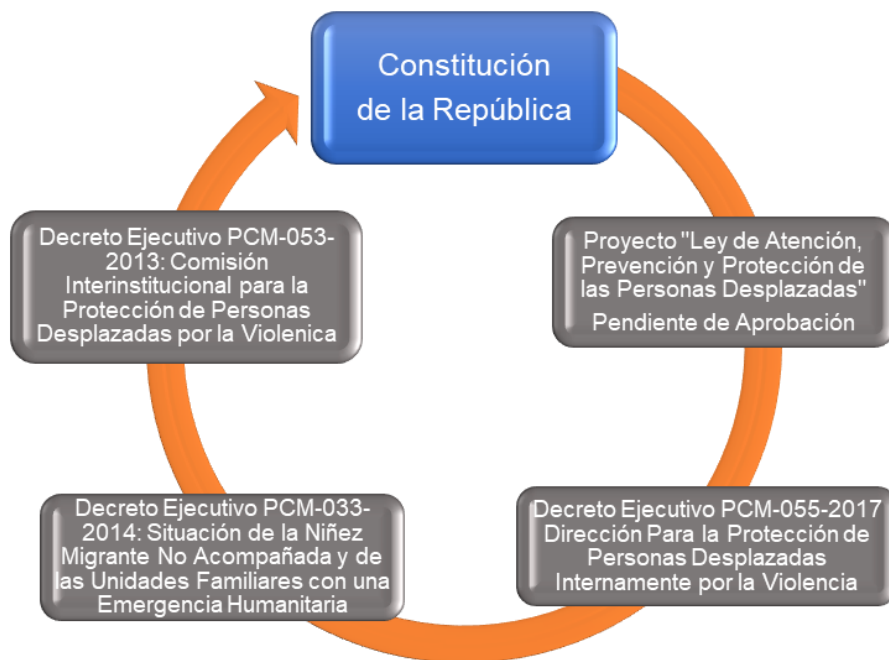 Constitución
de la República
Proyecto "Ley de Atención,
Prevención y Protección de
las Personas Desplazadas"
Pendiente de Aprobación
Decreto Ejecutivo PCM-055-2017
Dirección Para la Protección de
Personas Desplazadas
Internamente por la Violencia
Decreto Ejecutivo PCM-033-
2014: Situación de la Niñez
Migrante No Acompañada y de
las Unidades Familiares con una
Emergencia Humanitaria
Decreto Ejecutivo PCM-053-
2013: Comisión
Interinstitucional para la
Protección de Personas
Desplazadas por la Violenica